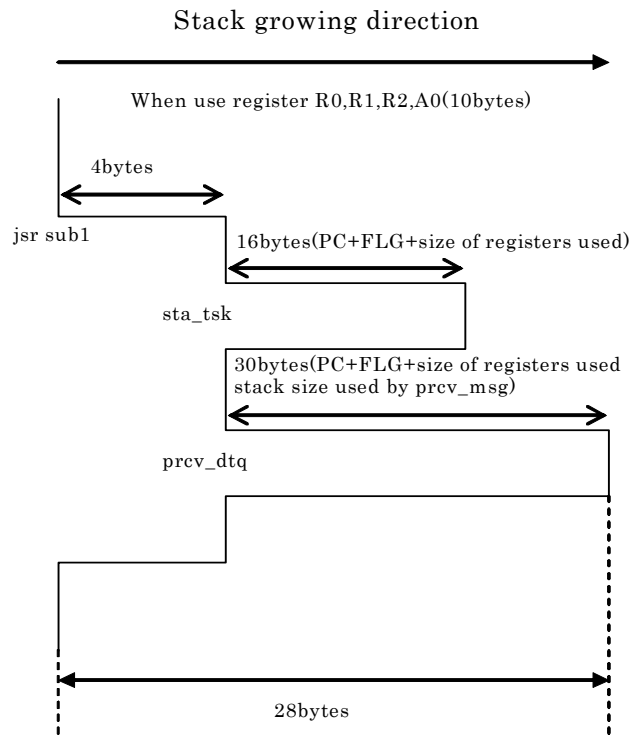 Stack growing direction
When use register R0,R1,R2,A0(10bytes)
4bytes
jsr sub1
16bytes(PC+FLG+size of registers used)
sta_tsk
30bytes(PC+FLG+size of registers used
stack size used by prcv_msg)
prcv_dtq
28bytes